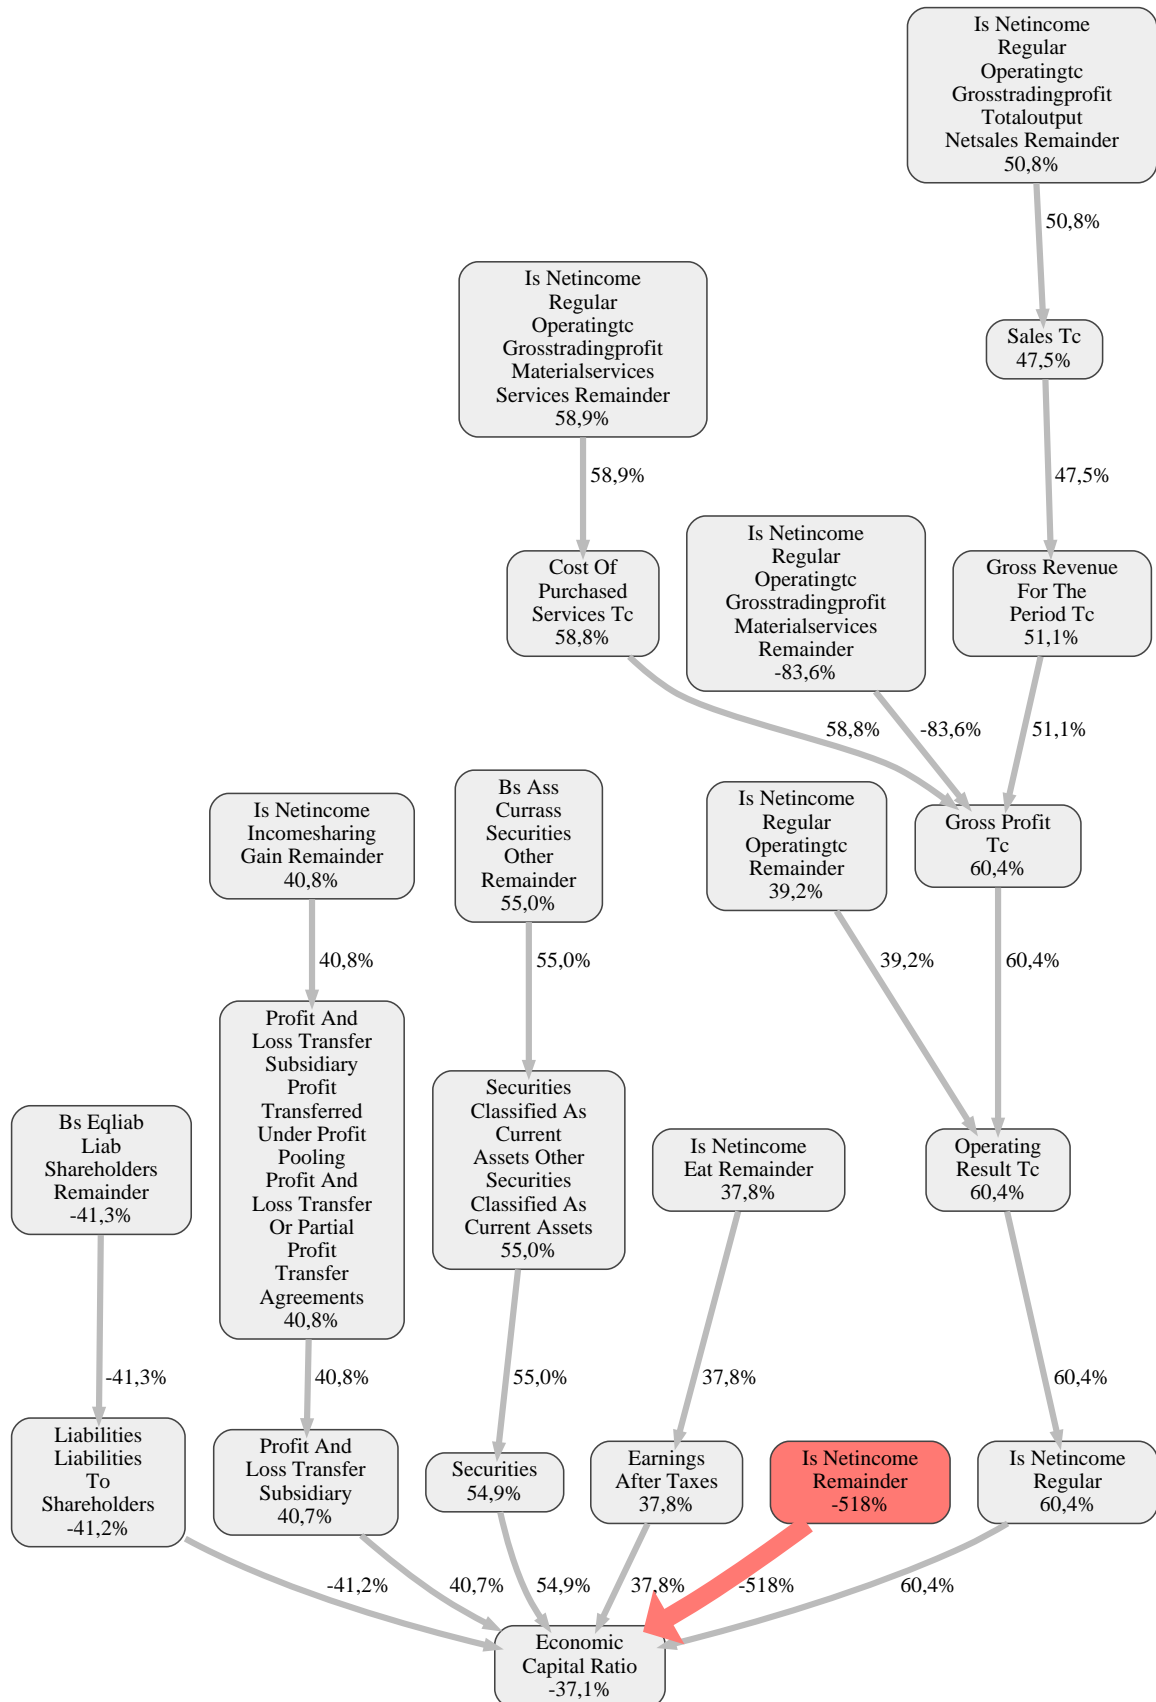 Is Netincome
Regular
Operatingtc
Grosstradingprofit
Totaloutput
Netsales Remainder
50,8%
50,8%
Is Netincome
Regular
Operatingtc
Grosstradingprofit
Materialservices
Services Remainder
58,9%
Sales Tc
47,5%
58,9%
47,5%
Cost Of
Purchased
Services Tc
58,8%
Is Netincome
Regular
Operatingtc
Grosstradingprofit
Materialservices
Remainder
-83,6%
Gross Revenue
For The
Period Tc
51,1%
58,8%
-83,6%
51,1%
Is Netincome
Incomesharing
Gain Remainder
40,8%
Bs Ass
Currass
Securities
Other
Remainder
55,0%
Is Netincome
Regular
Operatingtc
Remainder
39,2%
Gross Profit
Tc
60,4%
40,8%
55,0%
39,2%
60,4%
Bs Eqliab
Liab
Shareholders
Remainder
-41,3%
Profit And
Loss Transfer
Subsidiary
Profit
Transferred
Under Profit
Pooling
Profit And
Loss Transfer
Or Partial
Profit
Transfer
Agreements
40,8%
Securities
Classified As
Current
Assets Other
Securities
Classified As
Current Assets
55,0%
Is Netincome
Eat Remainder
37,8%
Operating
Result Tc
60,4%
-41,3%
40,8%
55,0%
37,8%
60,4%
Liabilities
Liabilities
To
Shareholders
-41,2%
Profit And
Loss Transfer
Subsidiary
40,7%
Securities
54,9%
Earnings
After Taxes
37,8%
Is Netincome
Remainder
-518%
Is Netincome
Regular
60,4%
-41,2%
40,7%
54,9%
37,8%
-518%
60,4%
Economic
Capital Ratio
-37,1%